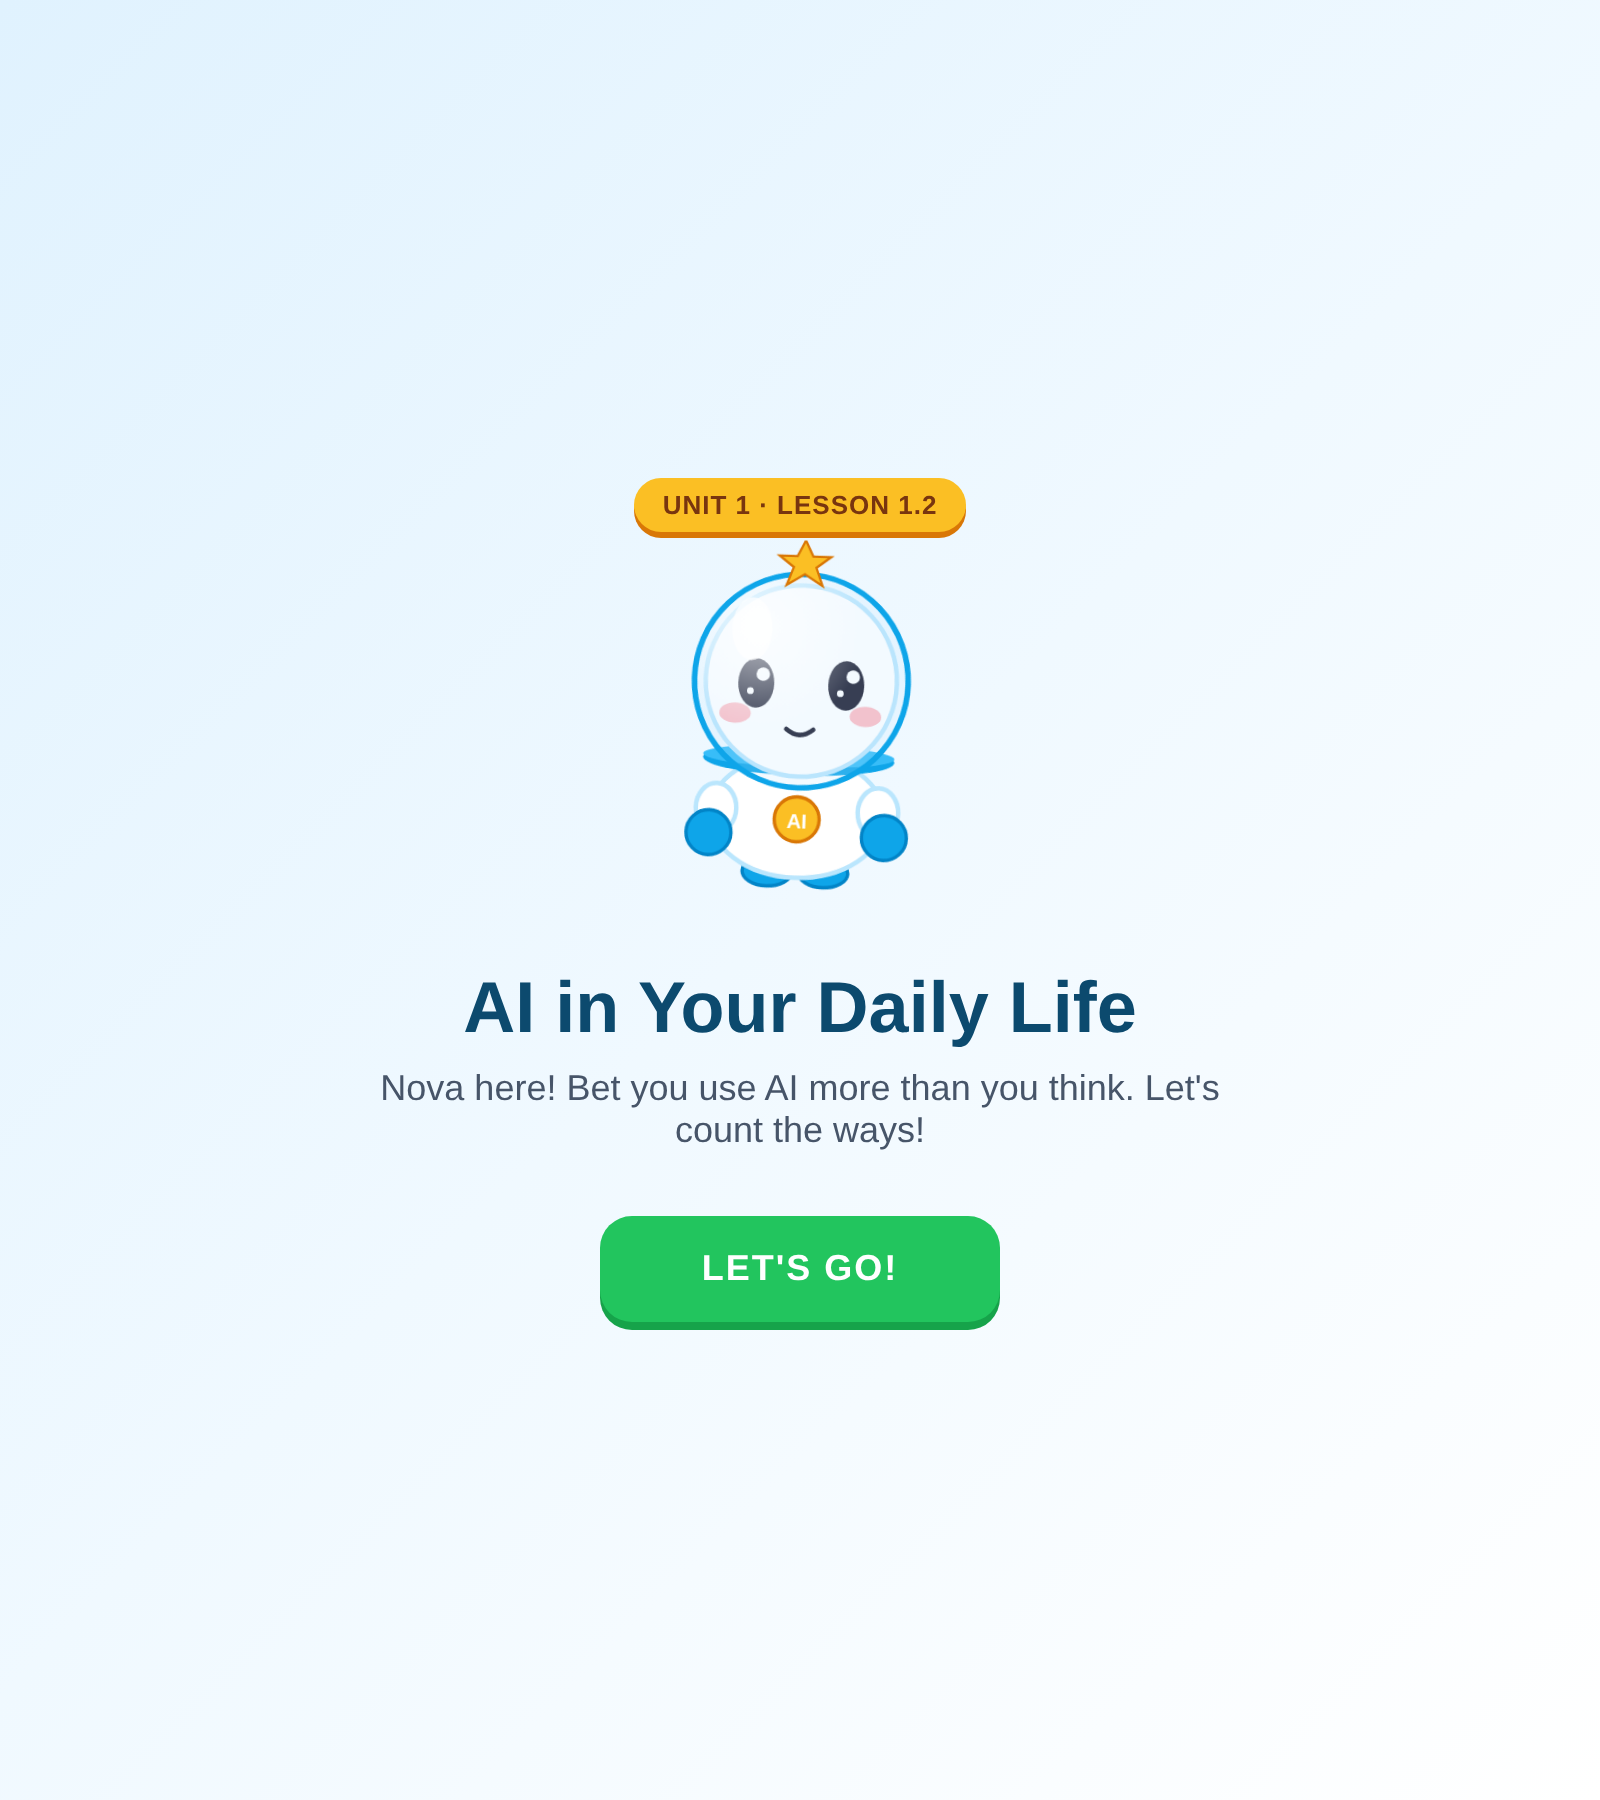 UNIT 1 · LESSON 1.2
AI
AI in Your Daily Life
Nova here! Bet you use AI more than you think. Let's
count the ways!
LET'S GO!